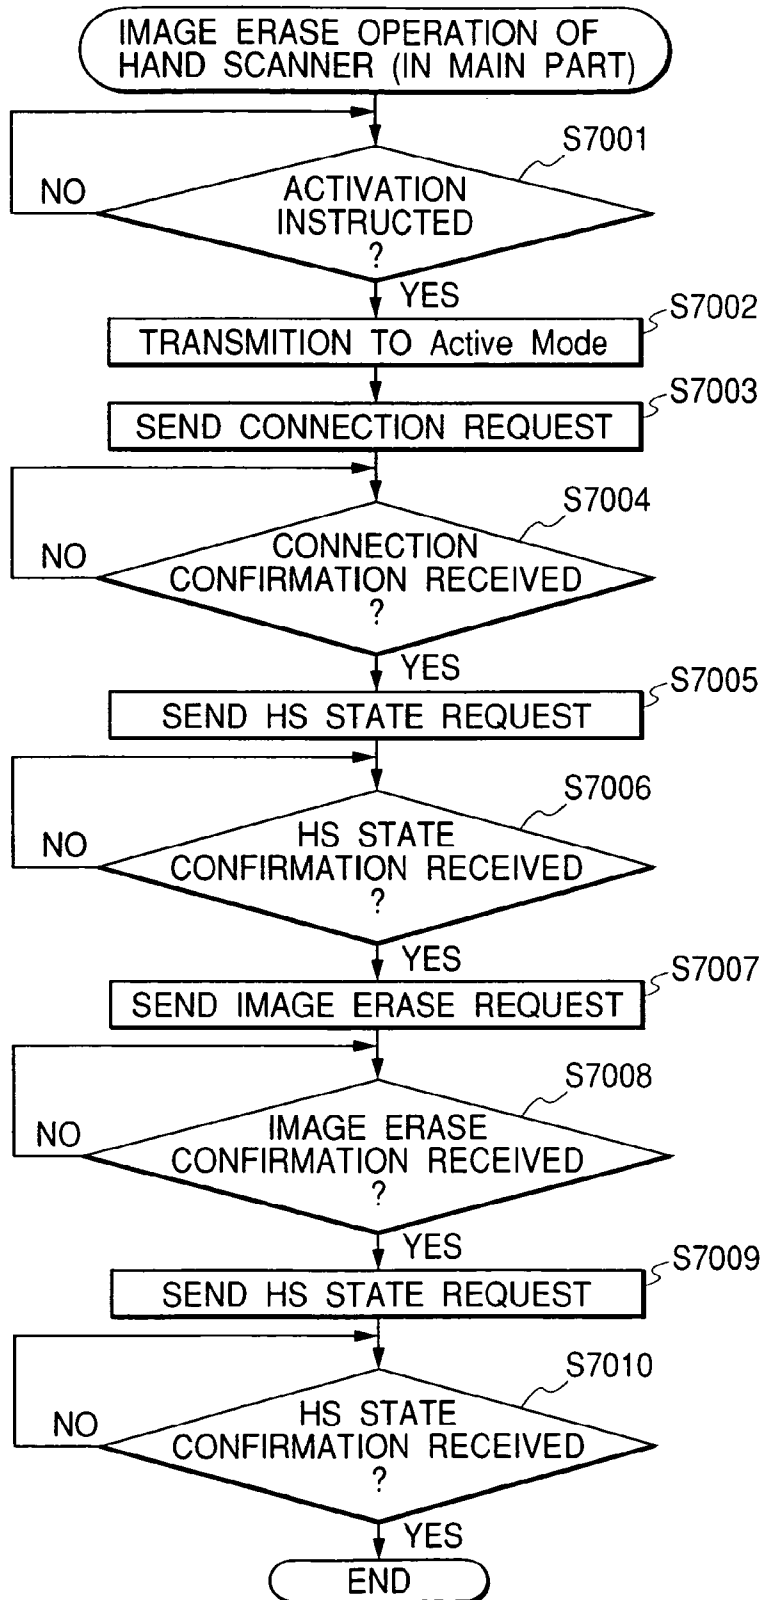 IMAGE ERASE OPERATION OF
HAND SCANNER (IN MAIN PART)
S7001
NO
ACTIVATION
INSTRUCTED
?
YES
S7002
TRANSMITION TO Active Mode
S7003
SEND CONNECTION REQUEST
S7004
NO
CONNECTION
CONFIRMATION RECEIVED
?
YES
S7005
SEND HS STATE REQUEST
S7006
NO
HS STATE
CONFIRMATION RECEIVED
?
YES
S7007
SEND IMAGE ERASE REQUEST
S7008
NO
IMAGE ERASE
CONFIRMATION RECEIVED
?
YES
S7009
SEND HS STATE REQUEST
S7010
NO
HS STATE
CONFIRMATION RECEIVED
?
YES
END